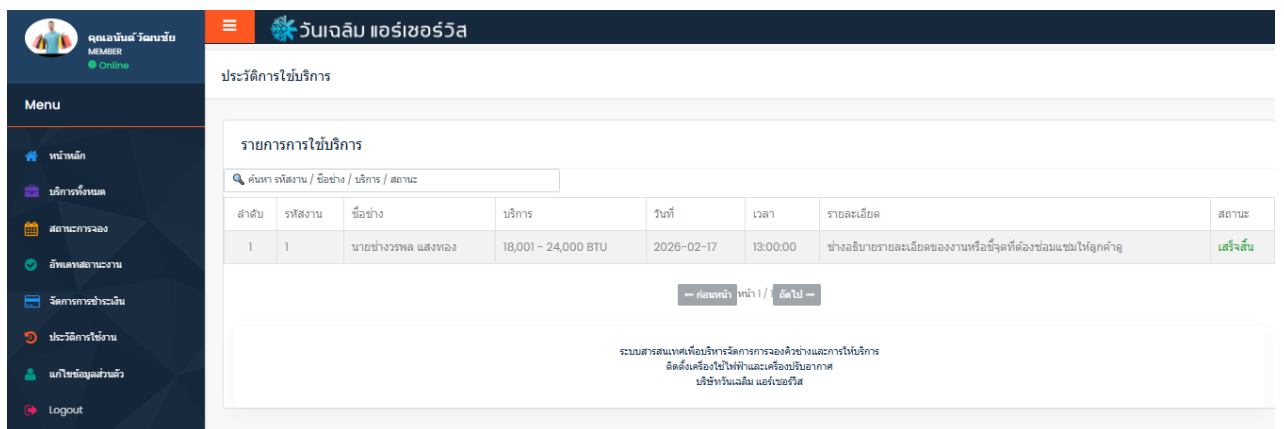 คุณเอนันต์ วัฒนชัย
MEMBER
Online
Menu
หน้าหลัก
บริการทั้งหมด
สถานะการจอง
อัพเดทสถานะงาน
จัดการการชำระเงิน
ประวัติการใช้งาน
แก้ไขข้อมูลส่วนตัว
Logout
วันเฉลิม แอร์เซอร์วิส
ประวัติการใช้บริการ
รายการการใช้บริการ
ค้นหา รหัสงาน / ชื่อช่าง / บริการ / สถานะ
ลำดับ รหัสงาน ชื่อช่าง บริการ วันที่ เวลา รายละเอียด สถานะ
1 1 นายช่างวรพล แสงทอง 18,001 - 24,000 BTU 2026-02-17 13:00:00 ช่างอธิบายรายละเอียดของงานหรือชี้จุดที่ต้องซ่อมแซมให้ลูกค้าดู เสร็จสิ้น
← ก่อนหน้า หน้า 1 / 1 ถัดไป →
ระบบสารสนเทศเพื่อบริหารจัดการการจองคิวช่างและการให้บริการ
ติดตั้งเครื่องใช้ไฟฟ้าและเครื่องปรับอากาศ
บริษัทวันเฉลิม แอร์เซอร์วิส